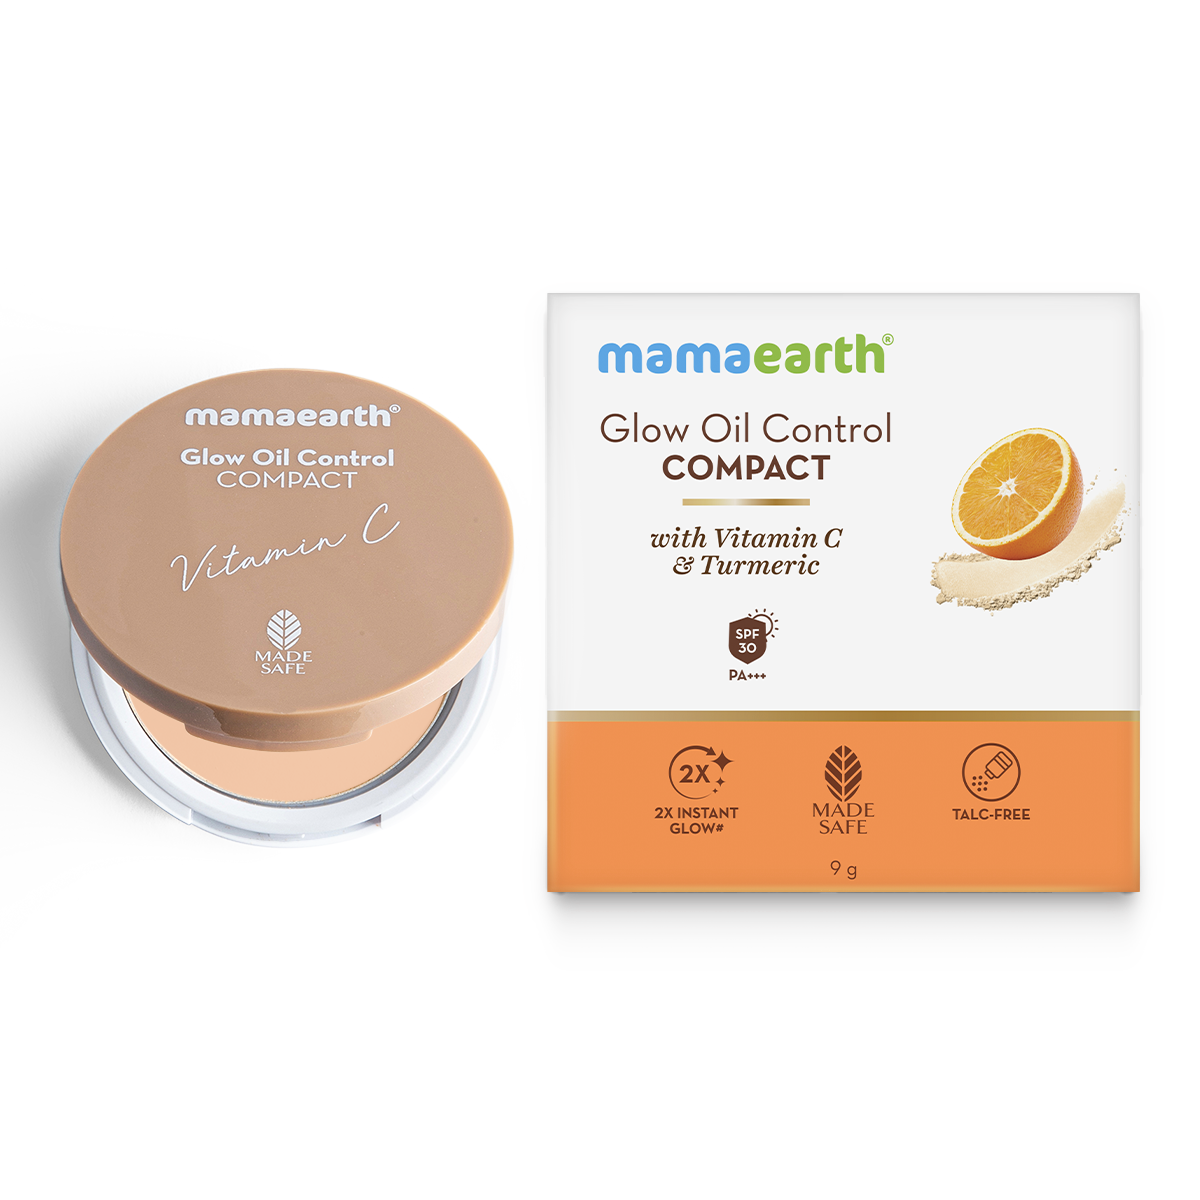 mamaearth®
Glow Oil Control
COMPACT
Vitamin C
MADE
SAFE
mamaearth®
Glow Oil Control
COMPACT
with Vitamin C
& Turmeric
SPF
30
PA+++
2X
2X INSTANT
GLOW#
MADE
SAFE
TALC-FREE
9 g